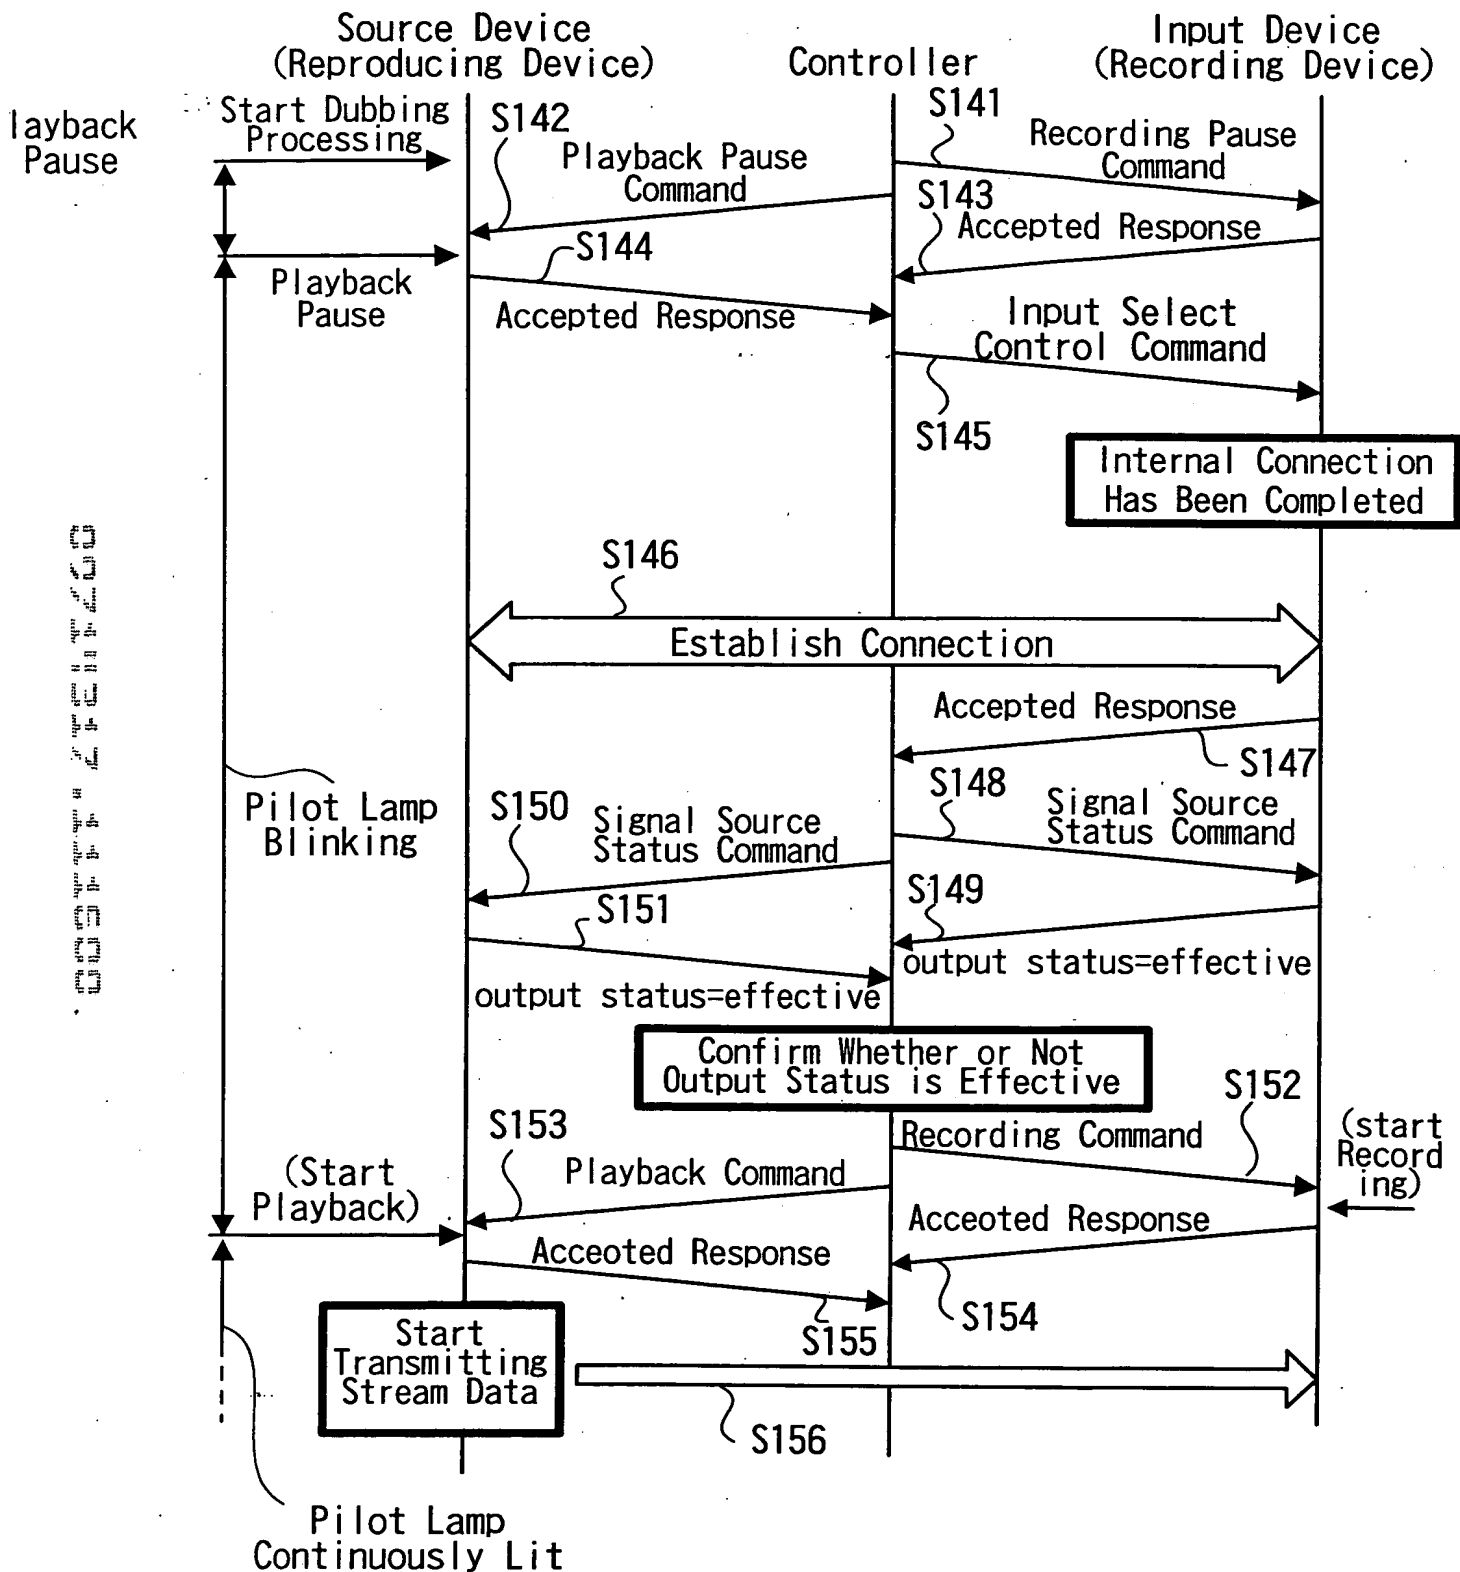 Source Device
(Reproducing Device)
Controller
Input Device
(Recording Device)
layback
Pause
Start Dubbing
Processing
S142
S141
Recording Pause
Command
Playback Pause
Command
S143
Accepted Response
S144
Playback
Pause
Accepted Response
Input Select
Control Command
S145
Internal Connection
Has Been Completed
S146
Establish Connection
Accepted Response
S147
S148
Signal Source
Status Command
S150
Signal Source
Status Command
Pilot Lamp
Blinking
S149
S151
output status=effective
output status=effective
Confirm Whether or Not
Output Status is Effective
S152
S153
Recording Command
(start
Record
ing)
Playback Command
(Start
Playback)
Acceoted Response
Acceoted Response
S154
S155
Start
Transmitting
Stream Data
S156
Pilot Lamp
Continuously Lit